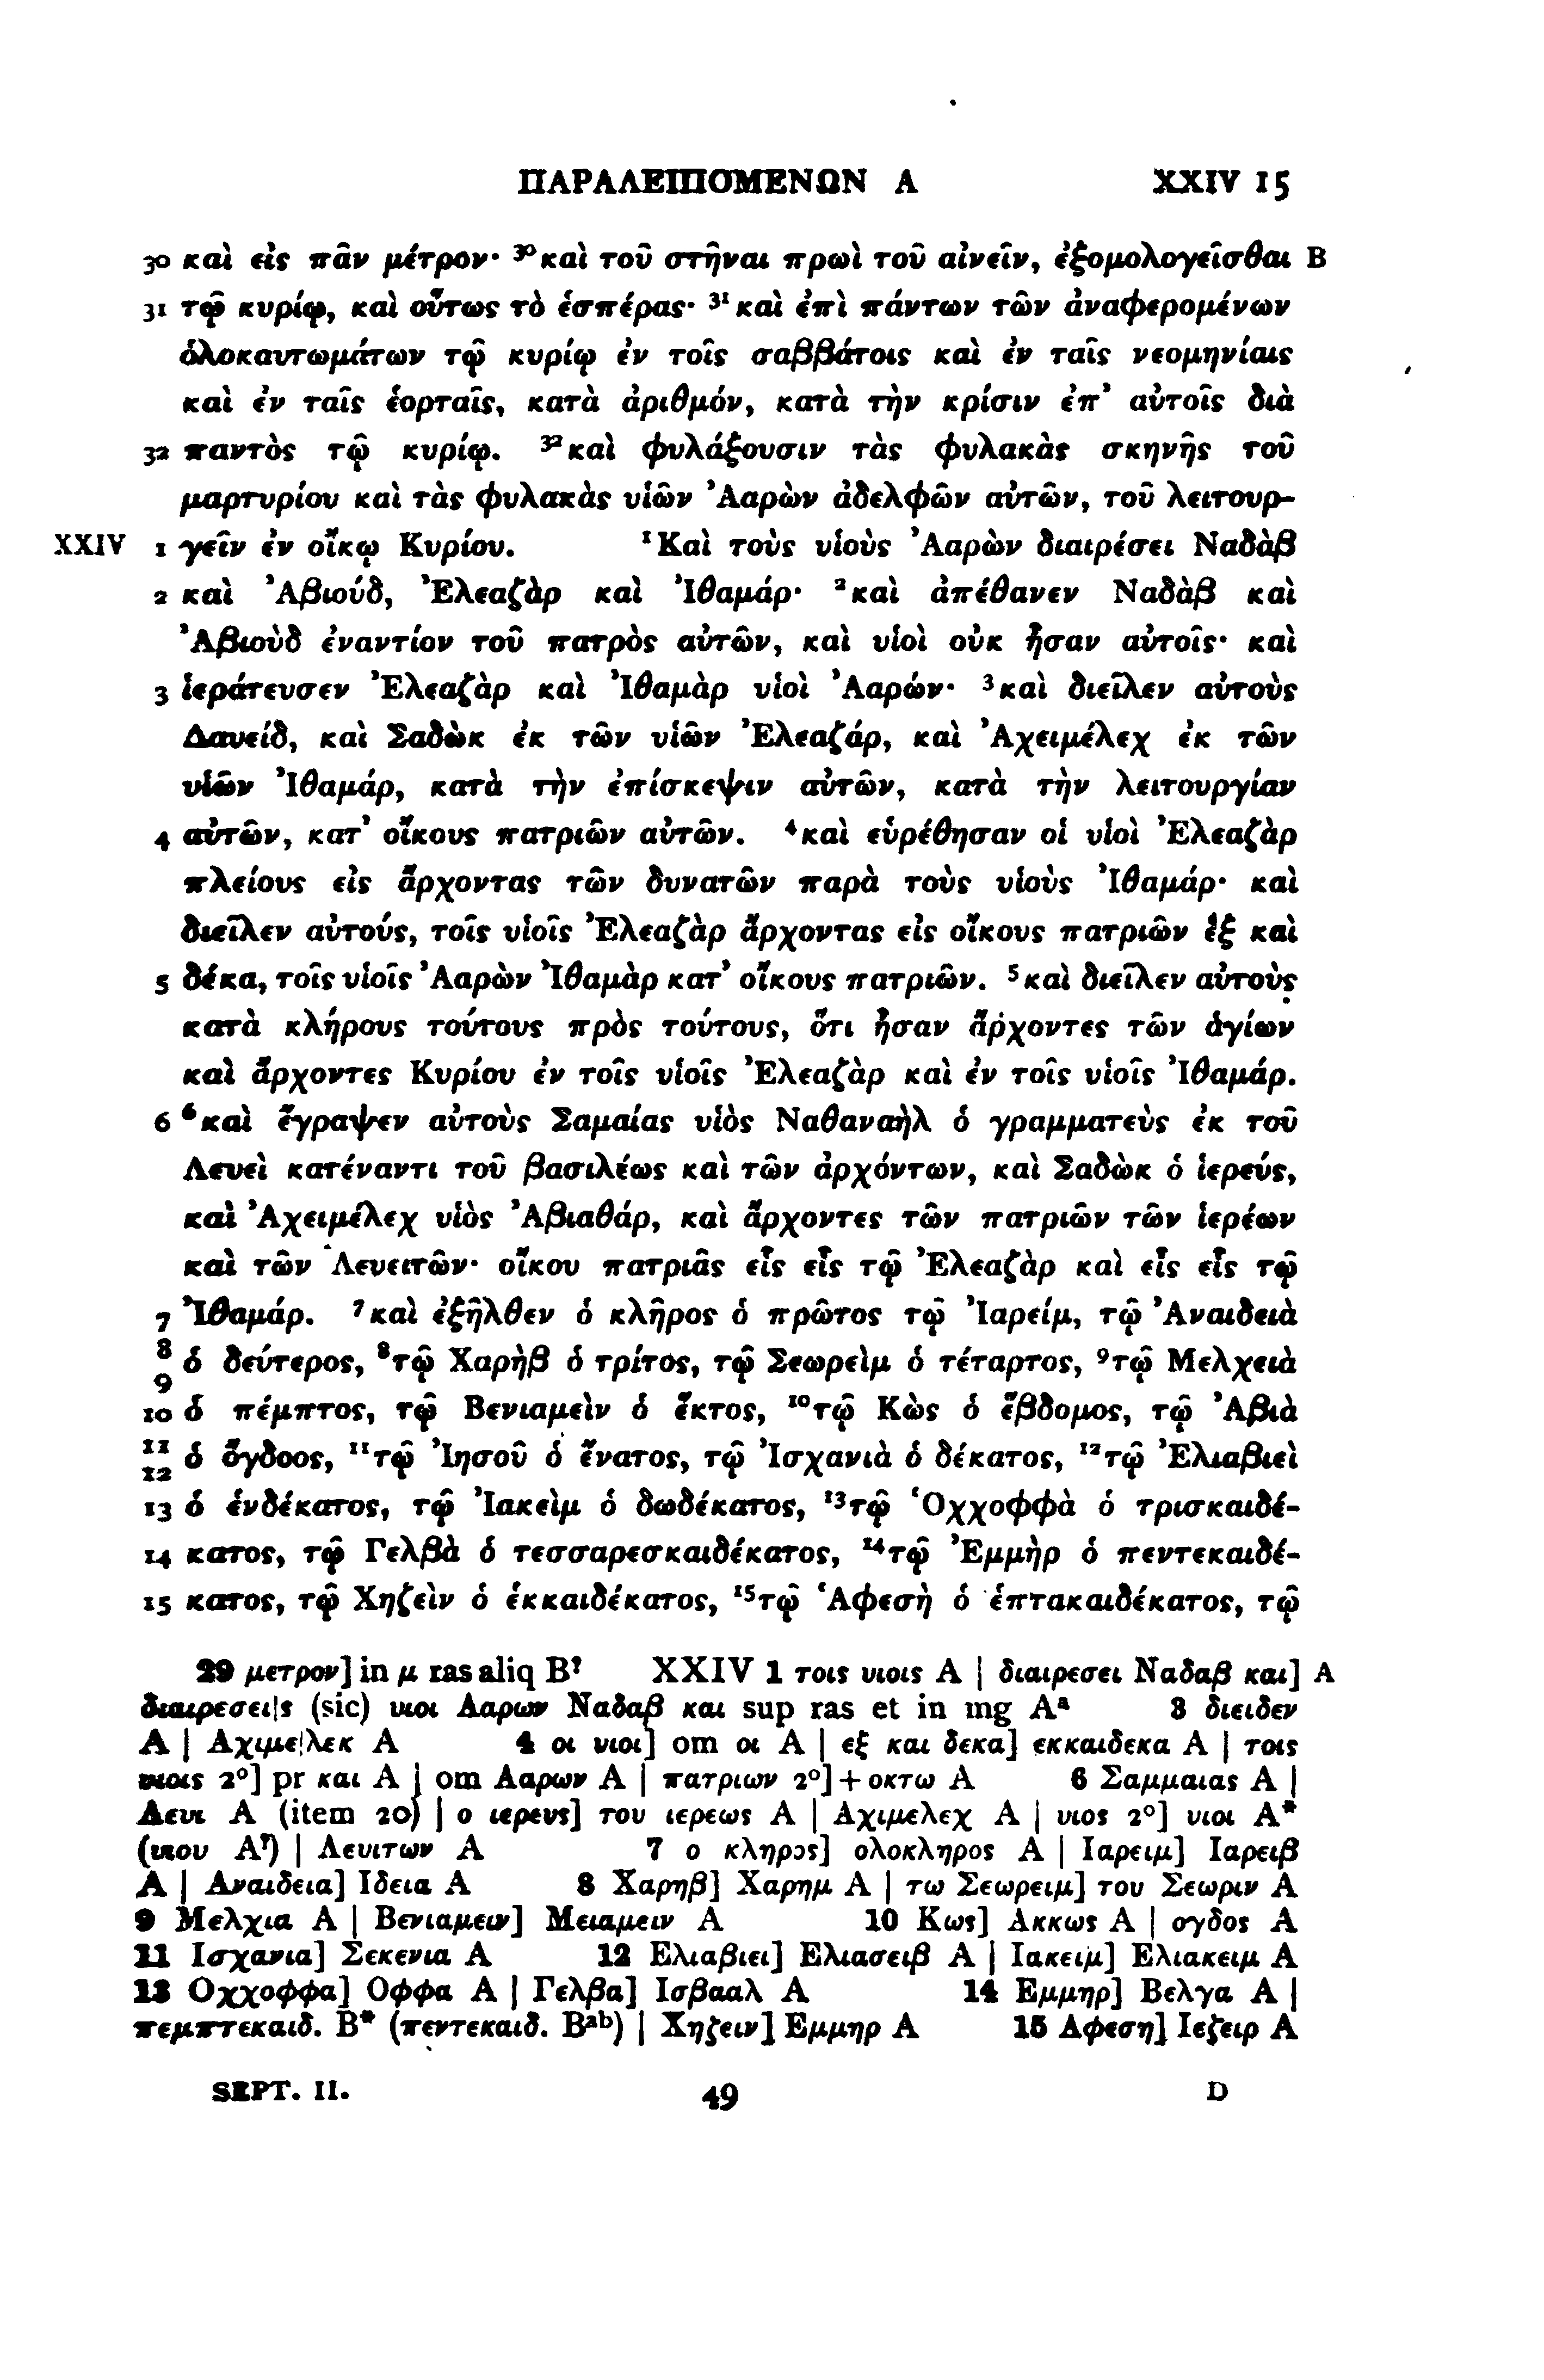 ΠΑΡΑΛΕΙΠΟΜΕΝΩΝ Α XXIV 15
30 καὶ εἰς πᾶν μέτρον· ³⁰καὶ τοῦ στῆναι πρωὶ τοῦ αἰνεῖν, ἐξομολογεῖσθαι B
31 τῷ κυρίῳ, καὶ οὕτως τὸ ἑσπέρας· ³¹καὶ ἐπὶ πάντων τῶν ἀναφερομένων
ὁλοκαυτωμάτων τῷ κυρίῳ ἐν τοῖς σαββάτοις καὶ ἐν ταῖς νεομηνίαις
καὶ ἐν ταῖς ἑορταῖς, κατὰ ἀριθμόν, κατὰ τὴν κρίσιν ἐπ᾽ αὐτοῖς διὰ
32 παντὸς τῷ κυρίῳ. ³²καὶ φυλάξουσιν τὰς φυλακὰς σκηνῆς τοῦ
μαρτυρίου καὶ τὰς φυλακὰς υἱῶν Ἀαρὼν ἀδελφῶν αὐτῶν, τοῦ λειτουρ-
XXIV 1 γεῖν ἐν οἴκῳ Κυρίου. ¹Καὶ τοὺς υἱοὺς Ἀαρὼν διαιρέσει Ναδὰβ
2 καὶ Ἀβιούδ, Ἐλεαζὰρ καὶ Ἰθαμάρ· ²καὶ ἀπέθανεν Ναδὰβ καὶ
Ἀβιοὺδ ἐναντίον τοῦ πατρὸς αὐτῶν, καὶ υἱοὶ οὐκ ἦσαν αὐτοῖς· καὶ
3 ἱεράτευσεν Ἐλεαζὰρ καὶ Ἰθαμὰρ υἱοὶ Ἀαρών· ³καὶ διεῖλεν αὐτοὺς
Δαυείδ, καὶ Σαδὼκ ἐκ τῶν υἱῶν Ἐλεαζάρ, καὶ Ἀχειμέλεχ ἐκ τῶν
υἱῶν Ἰθαμάρ, κατὰ τὴν ἐπίσκεψιν αὐτῶν, κατὰ τὴν λειτουργίαν
4 αὐτῶν, κατ᾽ οἴκους πατριῶν αὐτῶν. ⁴καὶ εὑρέθησαν οἱ υἱοὶ Ἐλεαζὰρ
πλείους εἰς ἄρχοντας τῶν δυνατῶν παρὰ τοὺς υἱοὺς Ἰθαμάρ· καὶ
διεῖλεν αὐτούς, τοῖς υἱοῖς Ἐλεαζὰρ ἄρχοντας εἰς οἴκους πατριῶν ἓξ καὶ
5 δέκα, τοῖς υἱοῖς Ἀαρὼν Ἰθαμὰρ κατ᾽ οἴκους πατριῶν. ⁵καὶ διεῖλεν αὐτοὺς
κατὰ κλήρους τούτους πρὸς τούτους, ὅτι ἦσαν ἄρχοντες τῶν ἁγίων
καὶ ἄρχοντες Κυρίου ἐν τοῖς υἱοῖς Ἐλεαζὰρ καὶ ἐν τοῖς υἱοῖς Ἰθαμάρ.
6 ⁶καὶ ἔγραψεν αὐτοὺς Σαμαίας υἱὸς Ναθαναὴλ ὁ γραμματεὺς ἐκ τοῦ
Λευεὶ κατέναντι τοῦ βασιλέως καὶ τῶν ἀρχόντων, καὶ Σαδὼκ ὁ ἱερεύς,
καὶ Ἀχειμέλεχ υἱὸς Ἀβιαθάρ, καὶ ἄρχοντες τῶν πατριῶν τῶν ἱερέων
καὶ τῶν Λευειτῶν· οἴκου πατριᾶς εἷς εἷς τῷ Ἐλεαζὰρ καὶ εἷς εἷς τῷ
7 Ἰθαμάρ. ⁷καὶ ἐξῆλθεν ὁ κλῆρος ὁ πρῶτος τῷ Ἰαρείμ, τῷ Ἀναιδειὰ
8 9 ὁ δεύτερος, ⁸τῷ Χαρὴβ ὁ τρίτος, τῷ Σεωρεὶμ ὁ τέταρτος, ⁹τῷ Μελχειὰ
10 ὁ πέμπτος, τῷ Βενιαμεὶν ὁ ἕκτος, ¹⁰τῷ Κὼς ὁ ἕβδομος, τῷ Ἀβιὰ
11 12 ὁ ὄγδοος, ¹¹τῷ Ἰησοῦ ὁ ἔνατος, τῷ Ἰσχανιὰ ὁ δέκατος, ¹²τῷ Ἐλιαβιεὶ
13 ὁ ἑνδέκατος, τῷ Ἰακεὶμ ὁ δωδέκατος, ¹³τῷ Ὀχχοφφὰ ὁ τρισκαιδέ-
14 κατος, τῷ Γελβὰ ὁ τεσσαρεσκαιδέκατος, ¹⁴τῷ Ἐμμὴρ ὁ πεντεκαιδέ-
15 κατος, τῷ Χηζεὶν ὁ ἑκκαιδέκατος, ¹⁵τῷ Ἁφεσὴ ὁ ἑπτακαιδέκατος, τῷ
29 μετρον] in μ ras aliq B? XXIV 1 τοις υιοις A | διαιρεσει Ναδαβ και] A
διαιρεσει|ς (sic) υιοι Ααρων Ναδαβ και sup ras et in mg Aᵃ 3 διειδεν
A | Αχιμε|λεκ A 4 οι υιοι] om οι A | εξ και δεκα] εκκαιδεκα A | τοις
υιοις 2°] pr και A | om Ααρων A | πατριων 2°]+οκτω A 6 Σαμμαιας A |
Λευι A (item 20) | ο ιερευς] του ιερεως A | Αχιμελεχ A | υιος 2°] υιοι A*
(υιου A?) | Λευιτων A 7 ο κληρος] ολοκληρος A | Ιαρειμ] Ιαρειβ
A | Αναιδεια] Ιδεια A 8 Χαρηβ] Χαρημ A | τω Σεωρειμ] του Σεωριν A
9 Μελχια A | Βενιαμειν] Μειαμειν A 10 Κως] Ακκως A | ογδος A
11 Ισχανια] Σεκενια A 12 Ελιαβιει] Ελιασειβ A | Ιακειμ] Ελιακειμ A
13 Οχχοφφα] Οφφα A | Γελβα] Ισβααλ A 14 Εμμηρ] Βελγα A |
πεμπτεκαιδ. B* (πεντεκαιδ. Bᵃᵇ) | Χηζειν] Εμμηρ A 15 Αφεση] Ιεζειρ A
SEPT. II. 49 D